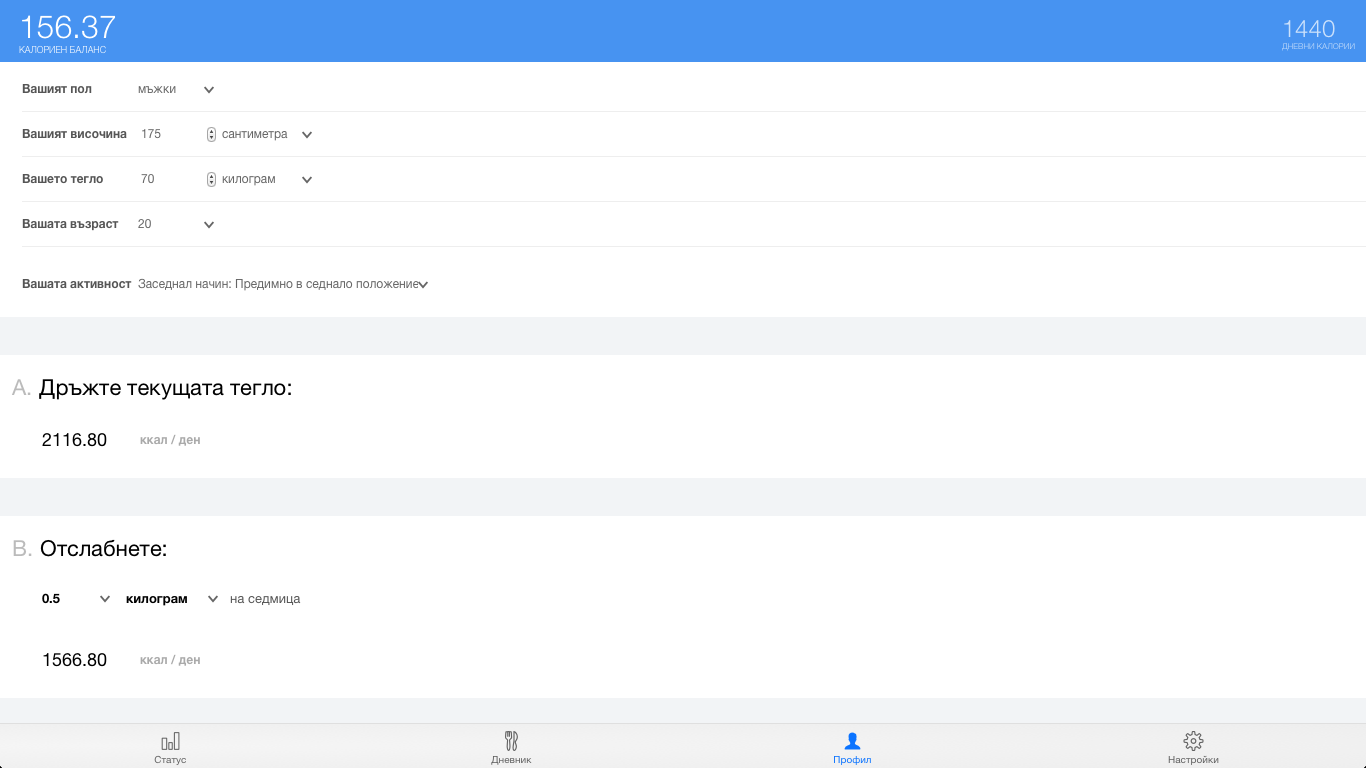 156.37
КАЛОРИЕН БАЛАНС
1440
ДНЕВНИ КАЛОРИИ
Вашият пол мъжки
Вашият височина 175 сантиметра
Вашето тегло 70 килограм
Вашата възраст 20
Вашата активност Заседнал начин: Предимно в седнало положение
A. Дръжте текущата тегло:
2116.80 ккал / ден
B. Отслабнете:
0.5 килограм на седмица
1566.80 ккал / ден
Статус Дневник Профил Настройки